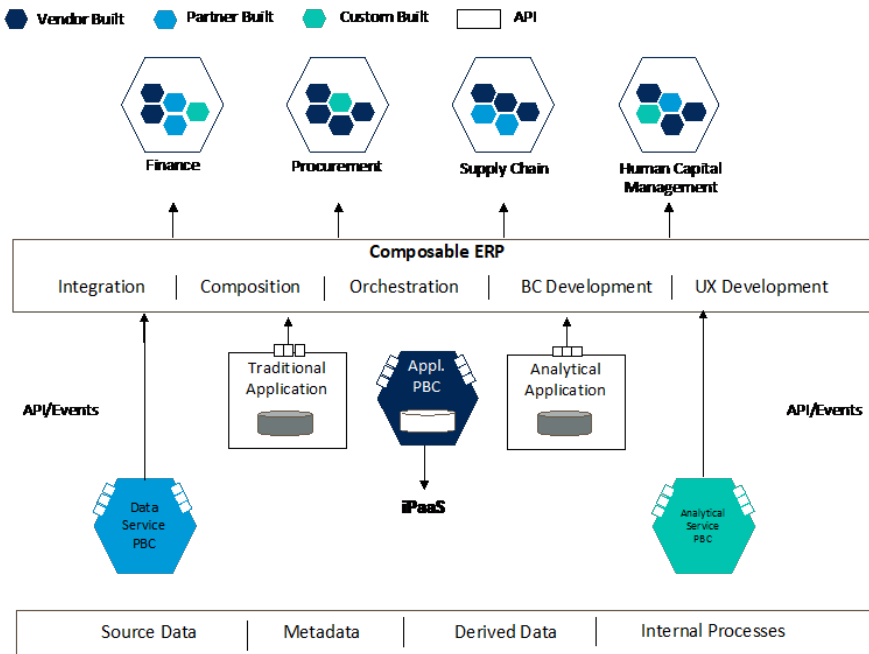 Vendor Built
Partner Built
Custom Built
API
Finance
Procurement
Supply Chain
Human Capital
Management
Composable ERP
Integration
Composition
Orchestration
BC Development
UX Development
Traditional
Application
Appl.
PBC
Analytical
Application
API/Events
API/Events
iPaaS
Data
Service
PBC
Analytical
Service
PBC
Source Data
Metadata
Derived Data
Internal Processes